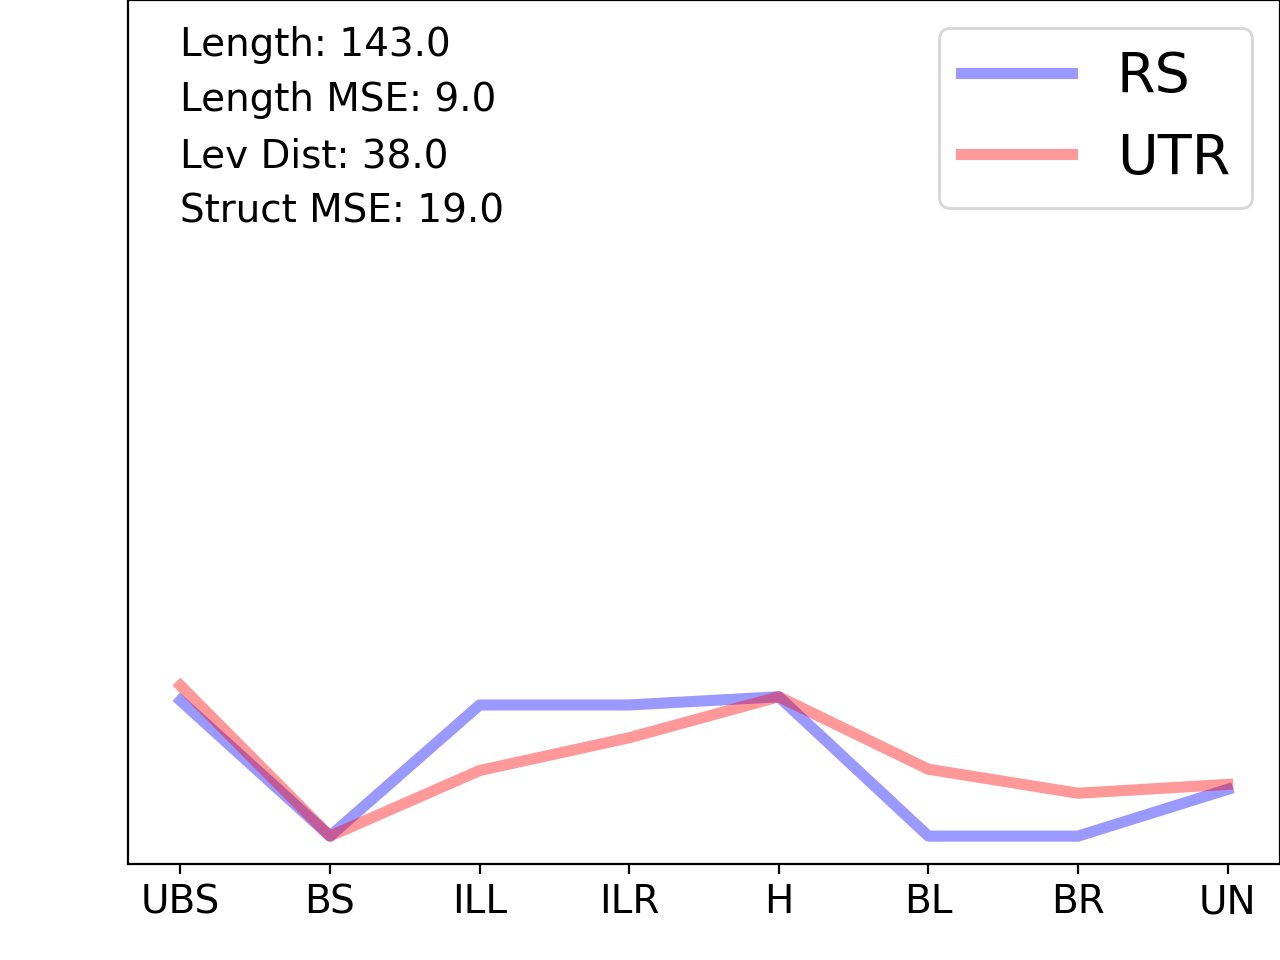 Length: 143.0
Length MSE: 9.0
Lev Dist: 38.0
Struct MSE: 19.0
RS
UTR
UBS BS ILL ILR H BL BR UN